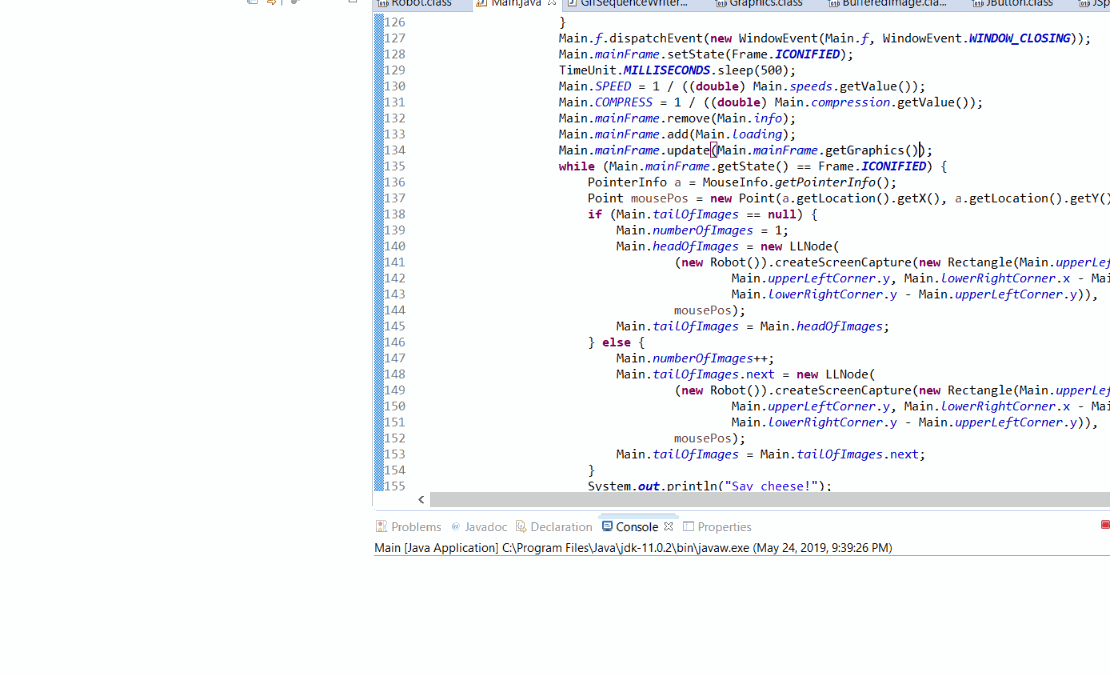 Robot.class Main.java GifSequenceWriter... Graphics.class BufferedImage.cla... JButton.class JSp
126 }
127 Main.f.dispatchEvent(new WindowEvent(Main.f, WindowEvent.WINDOW_CLOSING));
128 Main.mainFrame.setState(Frame.ICONIFIED);
129 TimeUnit.MILLISECONDS.sleep(500);
130 Main.SPEED = 1 / ((double) Main.speeds.getValue());
131 Main.COMPRESS = 1 / ((double) Main.compression.getValue());
132 Main.mainFrame.remove(Main.info);
133 Main.mainFrame.add(Main.loading);
134 Main.mainFrame.update(Main.mainFrame.getGraphics());
135 while (Main.mainFrame.getState() == Frame.ICONIFIED) {
136 PointerInfo a = MouseInfo.getPointerInfo();
137 Point mousePos = new Point(a.getLocation().getX(), a.getLocation().getY()
138 if (Main.tailOfImages == null) {
139 Main.numberOfImages = 1;
140 Main.headOfImages = new LLNode(
141 (new Robot()).createScreenCapture(new Rectangle(Main.upperLef
142 Main.upperLeftCorner.y, Main.lowerRightCorner.x - Mai
143 Main.lowerRightCorner.y - Main.upperLeftCorner.y)),
144 mousePos);
145 Main.tailOfImages = Main.headOfImages;
146 } else {
147 Main.numberOfImages++;
148 Main.tailOfImages.next = new LLNode(
149 (new Robot()).createScreenCapture(new Rectangle(Main.upperLef
150 Main.upperLeftCorner.y, Main.lowerRightCorner.x - Mai
151 Main.lowerRightCorner.y - Main.upperLeftCorner.y)),
152 mousePos);
153 Main.tailOfImages = Main.tailOfImages.next;
154 }
155 System.out.println("Say cheese!");
Problems Javadoc Declaration Console Properties
Main [Java Application] C:\Program Files\Java\jdk-11.0.2\bin\javaw.exe (May 24, 2019, 9:39:26 PM)